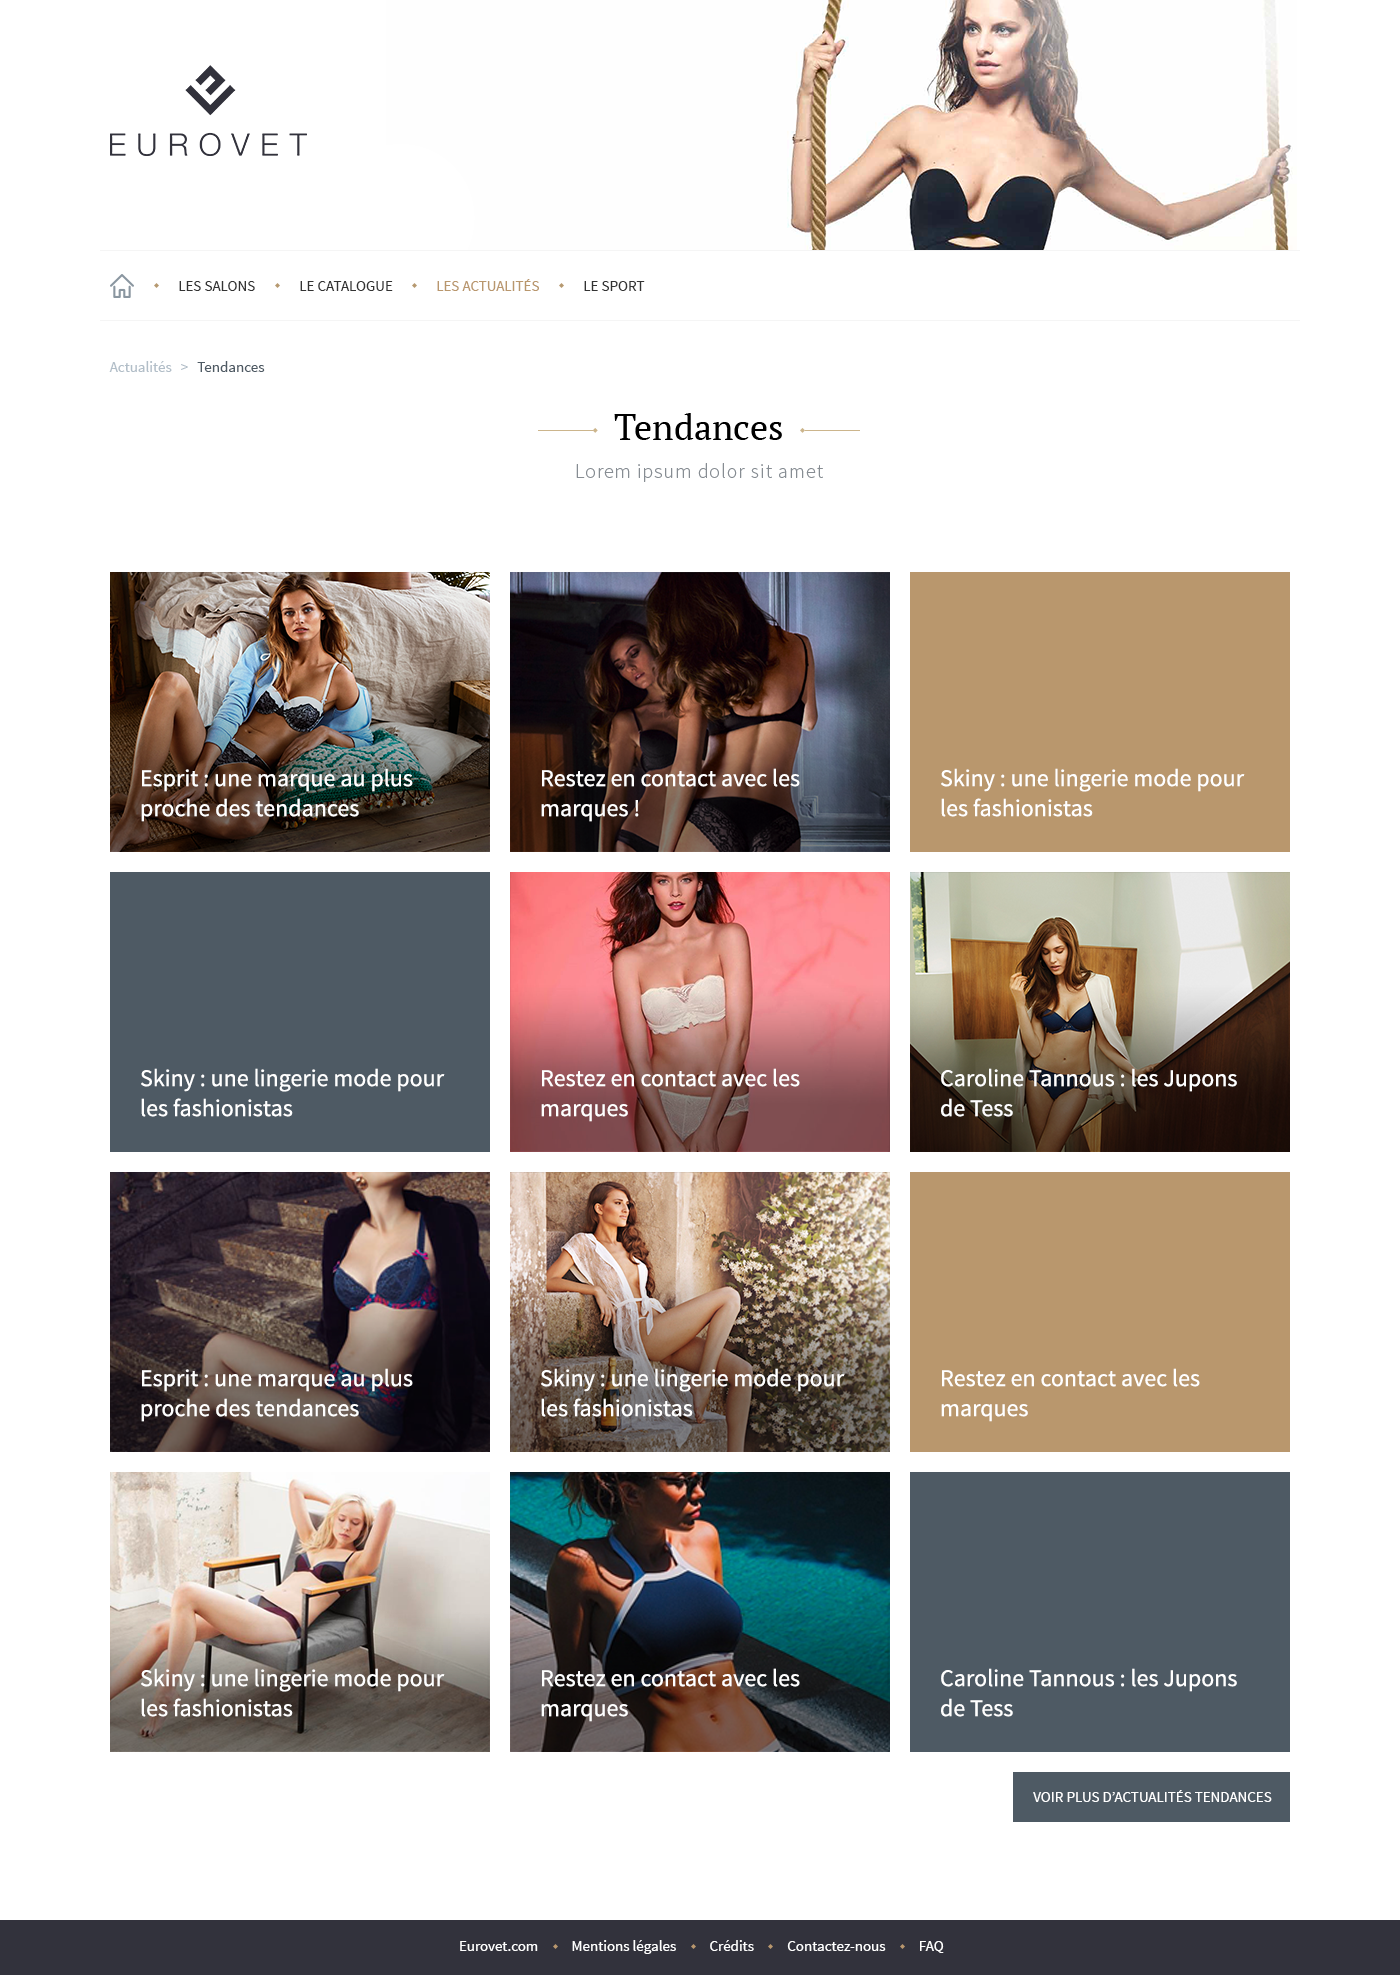 EUROVET
LES SALONS
LE CATALOGUE
LES ACTUALITÉS
LE SPORT
Actualités > Tendances
Tendances
Lorem ipsum dolor sit amet
Esprit : une marque au plus
proche des tendances
Restez en contact avec les
marques !
Skiny : une lingerie mode pour
les fashionistas
Skiny : une lingerie mode pour
les fashionistas
Restez en contact avec les
marques
Caroline Tannous : les Jupons
de Tess
Esprit : une marque au plus
proche des tendances
Skiny : une lingerie mode pour
les fashionistas
Restez en contact avec les
marques
Skiny : une lingerie mode pour
les fashionistas
Restez en contact avec les
marques
Caroline Tannous : les Jupons
de Tess
VOIR PLUS D’ACTUALITÉS TENDANCES
Eurovet.com
Mentions légales
Crédits
Contactez-nous
FAQ